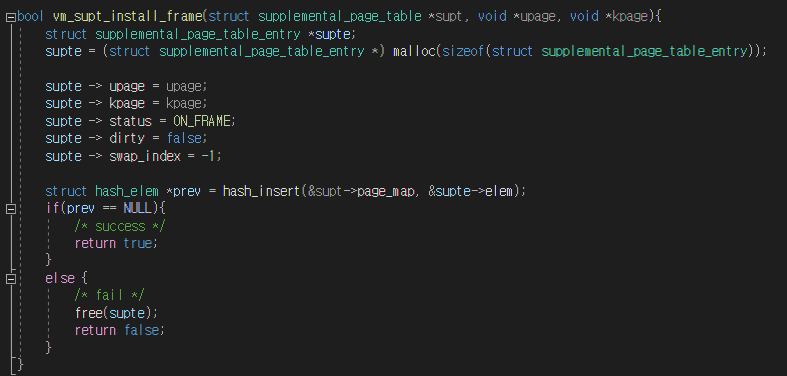 bool vm_supt_install_frame(struct supplemental_page_table *supt, void *upage, void *kpage){
    struct supplemental_page_table_entry *supte;
    supte = (struct supplemental_page_table_entry *) malloc(sizeof(struct supplemental_page_table_entry));

    supte -> upage = upage;
    supte -> kpage = kpage;
    supte -> status = ON_FRAME;
    supte -> dirty = false;
    supte -> swap_index = -1;

    struct hash_elem *prev = hash_insert(&supt->page_map, &supte->elem);
    if(prev == NULL){
        /* success */
        return true;
    }
    else {
        /* fail */
        free(supte);
        return false;
    }
}